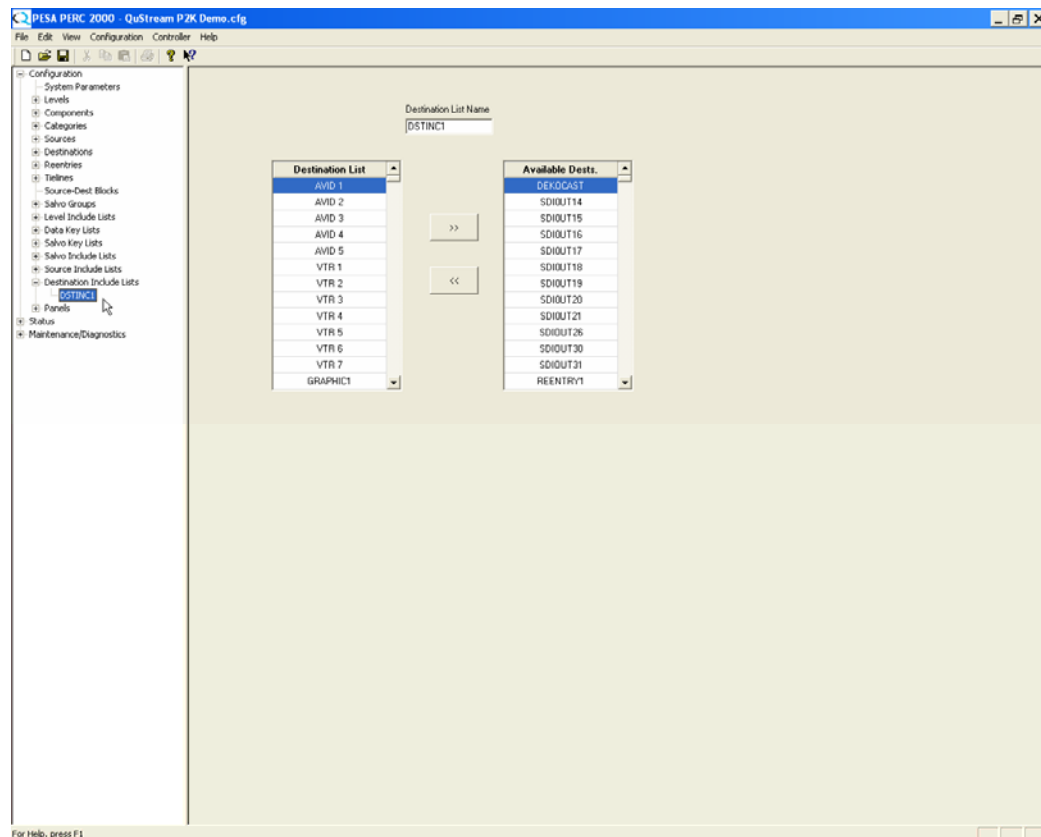 PESA PERC 2000 - QuStream P2K Demo.cfg
File Edit View Configuration Controller Help
Configuration
System Parameters
Levels
Components
Categories
Sources
Destinations
Reentries
Tielines
Source-Dest Blocks
Salvo Groups
Level Include Lists
Data Key Lists
Salvo Key Lists
Salvo Include Lists
Source Include Lists
Destination Include Lists
DSTINC1
Panels
Status
Maintenance/Diagnostics
Destination List Name
DSTINC1
Destination List
AVID 1
AVID 2
AVID 3
AVID 4
AVID 5
VTR 1
VTR 2
VTR 3
VTR 4
VTR 5
VTR 6
VTR 7
GRAPHIC1
>>
<<
Available Dests.
DEKOCAST
SDIOUT14
SDIOUT15
SDIOUT16
SDIOUT17
SDIOUT18
SDIOUT19
SDIOUT20
SDIOUT21
SDIOUT26
SDIOUT30
SDIOUT31
REENTRY1
For Help, press F1